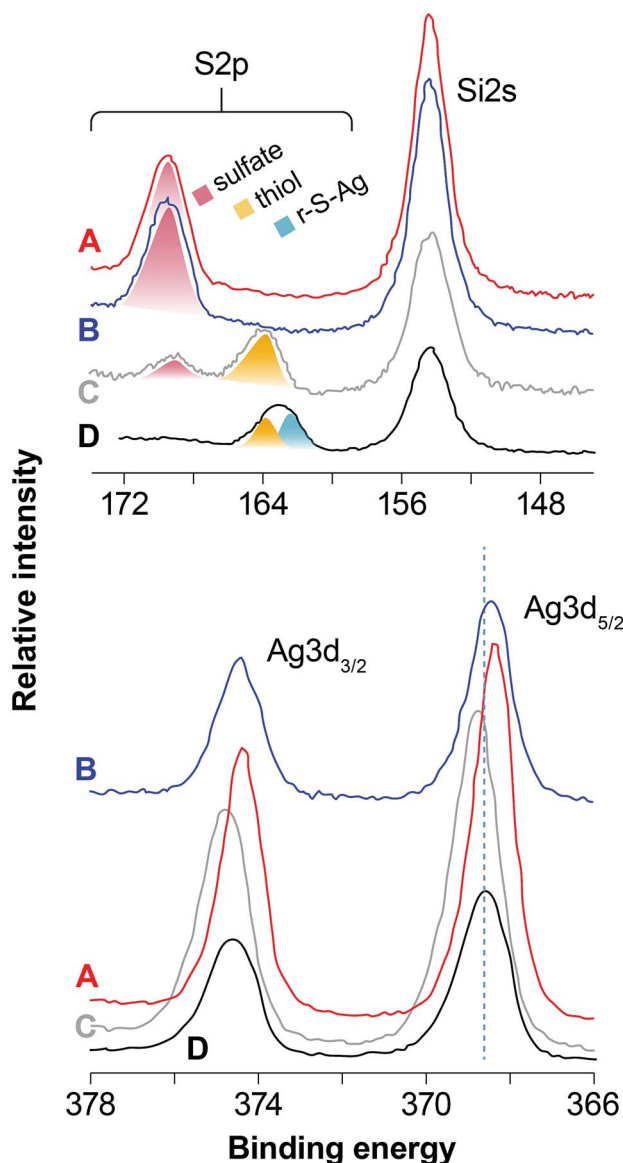 S2p
Si2s
sulfate
thiol
r-S-Ag
A
B
C
D
172
164
156
148
Relative intensity
Ag3d3/2
Ag3d5/2
B
A
C
D
378
374
370
366
Binding energy